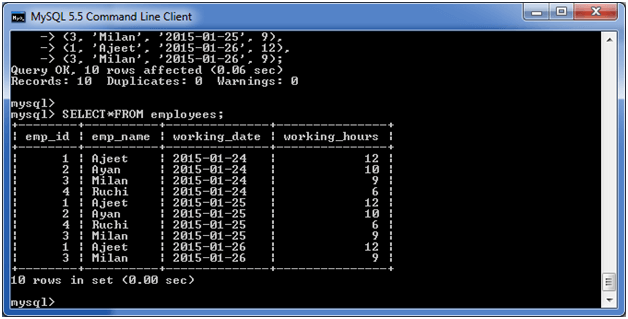 MySQL 5.5 Command Line Client
-> (3, 'Milan', '2015-01-25', 9),
-> (1, 'Ajeet', '2015-01-26', 12),
-> (3, 'Milan', '2015-01-26', 9);
Query OK, 10 rows affected (0.06 sec)
Records: 10  Duplicates: 0  Warnings: 0
mysql>
mysql> SELECT*FROM employees;
+--------+----------+--------------+---------------+
| emp_id | emp_name | working_date | working_hours |
+--------+----------+--------------+---------------+
|      1 | Ajeet    | 2015-01-24   |            12 |
|      2 | Ayan     | 2015-01-24   |            10 |
|      3 | Milan    | 2015-01-24   |             9 |
|      4 | Ruchi    | 2015-01-24   |             6 |
|      1 | Ajeet    | 2015-01-25   |            12 |
|      2 | Ayan     | 2015-01-25   |            10 |
|      4 | Ruchi    | 2015-01-25   |             6 |
|      3 | Milan    | 2015-01-25   |             9 |
|      1 | Ajeet    | 2015-01-26   |            12 |
|      3 | Milan    | 2015-01-26   |             9 |
+--------+----------+--------------+---------------+
10 rows in set (0.00 sec)
mysql>